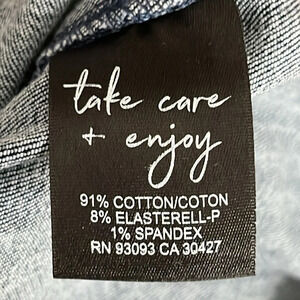 take care
+ enjoy
91% COTTON/COTON
8% ELASTERELL-P
1% SPANDEX
RN 93093 CA 30427